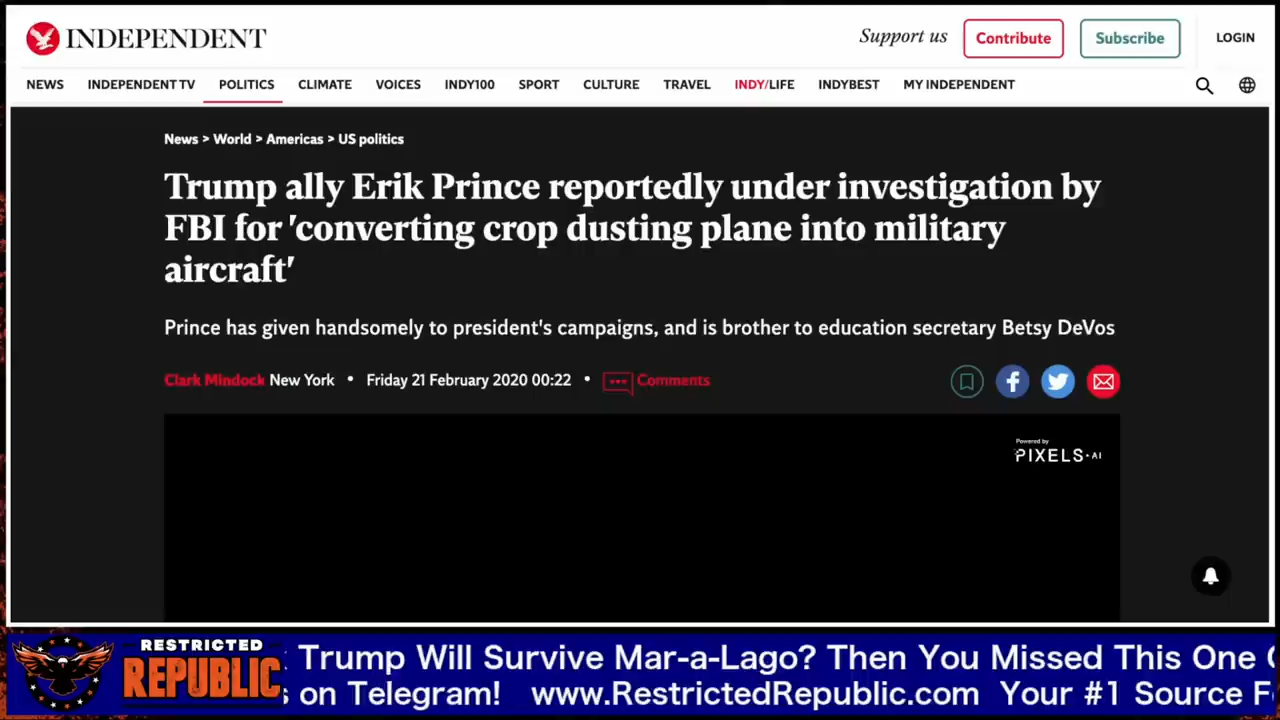 INDEPENDENT
Support us
Contribute
Subscribe
LOGIN
NEWS INDEPENDENT TV POLITICS CLIMATE VOICES INDY100 SPORT CULTURE TRAVEL INDY/LIFE INDYBEST MY INDEPENDENT
News > World > Americas > US politics
Trump ally Erik Prince reportedly under investigation by
FBI for 'converting crop dusting plane into military
aircraft'
Prince has given handsomely to president's campaigns, and is brother to education secretary Betsy DeVos
Clark Mindock New York • Friday 21 February 2020 00:22 • Comments
Powered by
PIXELS.AI
RESTRICTED
REPUBLIC
Trump Will Survive Mar-a-Lago? Then You Missed This One
s on Telegram! www.RestrictedRepublic.com Your #1 Source F